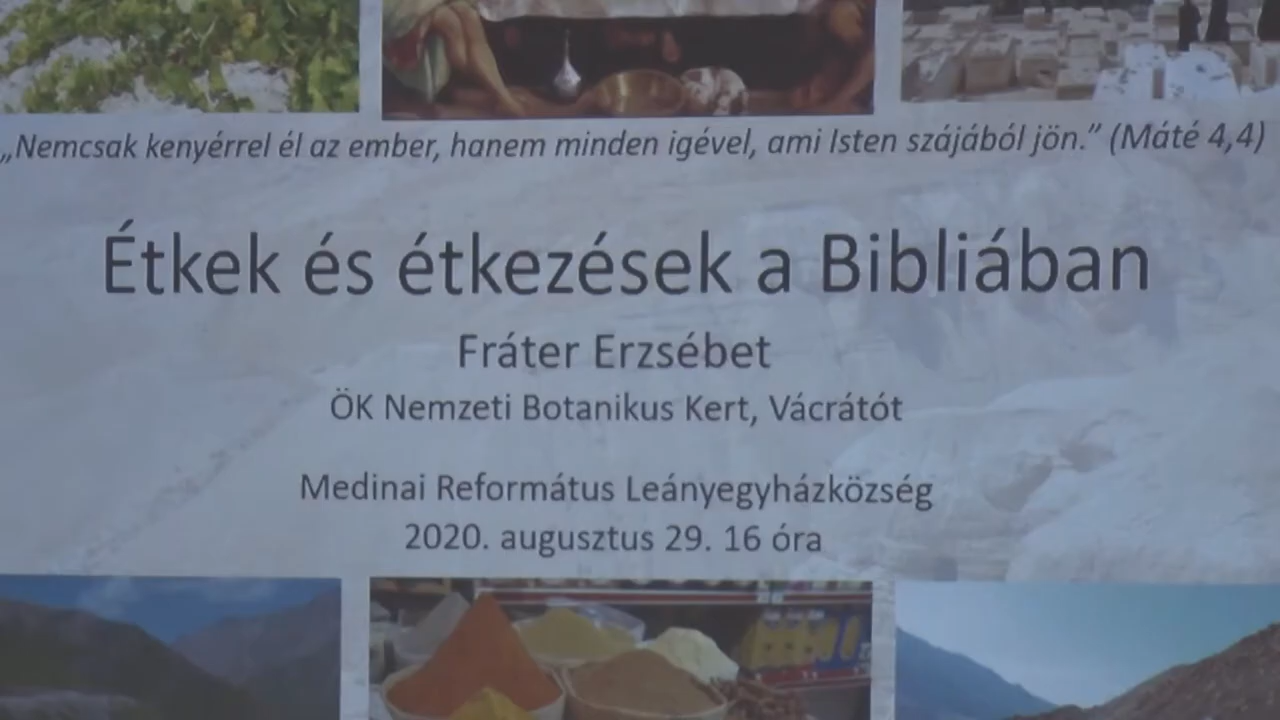 „Nemcsak kenyérrel él az ember, hanem minden igével, ami Isten szájából jön.” (Máté 4,4)
Étkek és étkezések a Bibliában
Fráter Erzsébet
ÖK Nemzeti Botanikus Kert, Vácrátót
Medinai Református Leányegyházközség
2020. augusztus 29. 16 óra